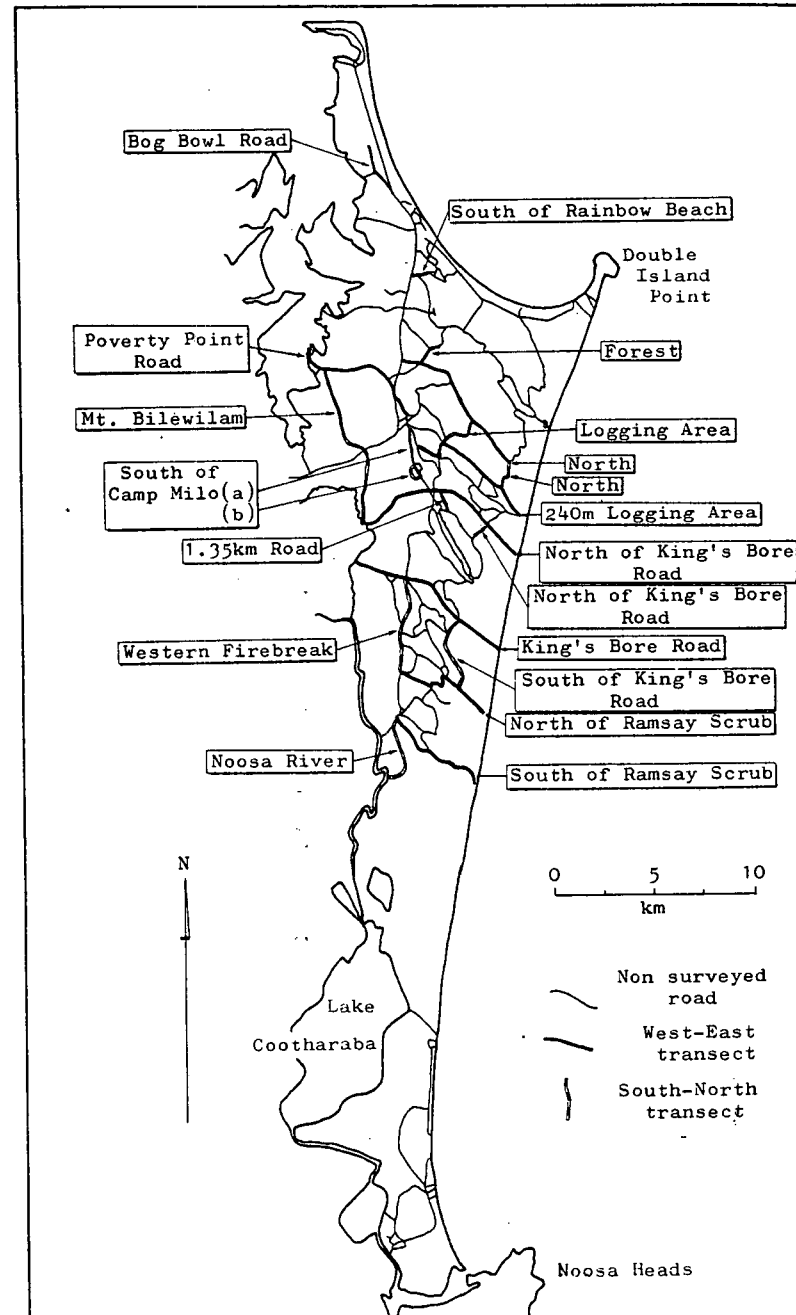 Bog Bowl Road
South of Rainbow Beach
Double
Island
Point
Poverty Point
Road
Forest
Mt. Bilewilam
Logging Area
South of
Camp Milo(a)
(b)
North
North
240m Logging Area
1.35km Road
North of King's Bore
Road
North of King's Bore
Road
Western Firebreak
King's Bore Road
South of King's Bore
Road
North of Ramsay Scrub
Noosa River
South of Ramsay Scrub
N
0 5 10
km
Non surveyed
road
West-East
transect
South-North
transect
Lake
Cootharaba
Noosa Heads